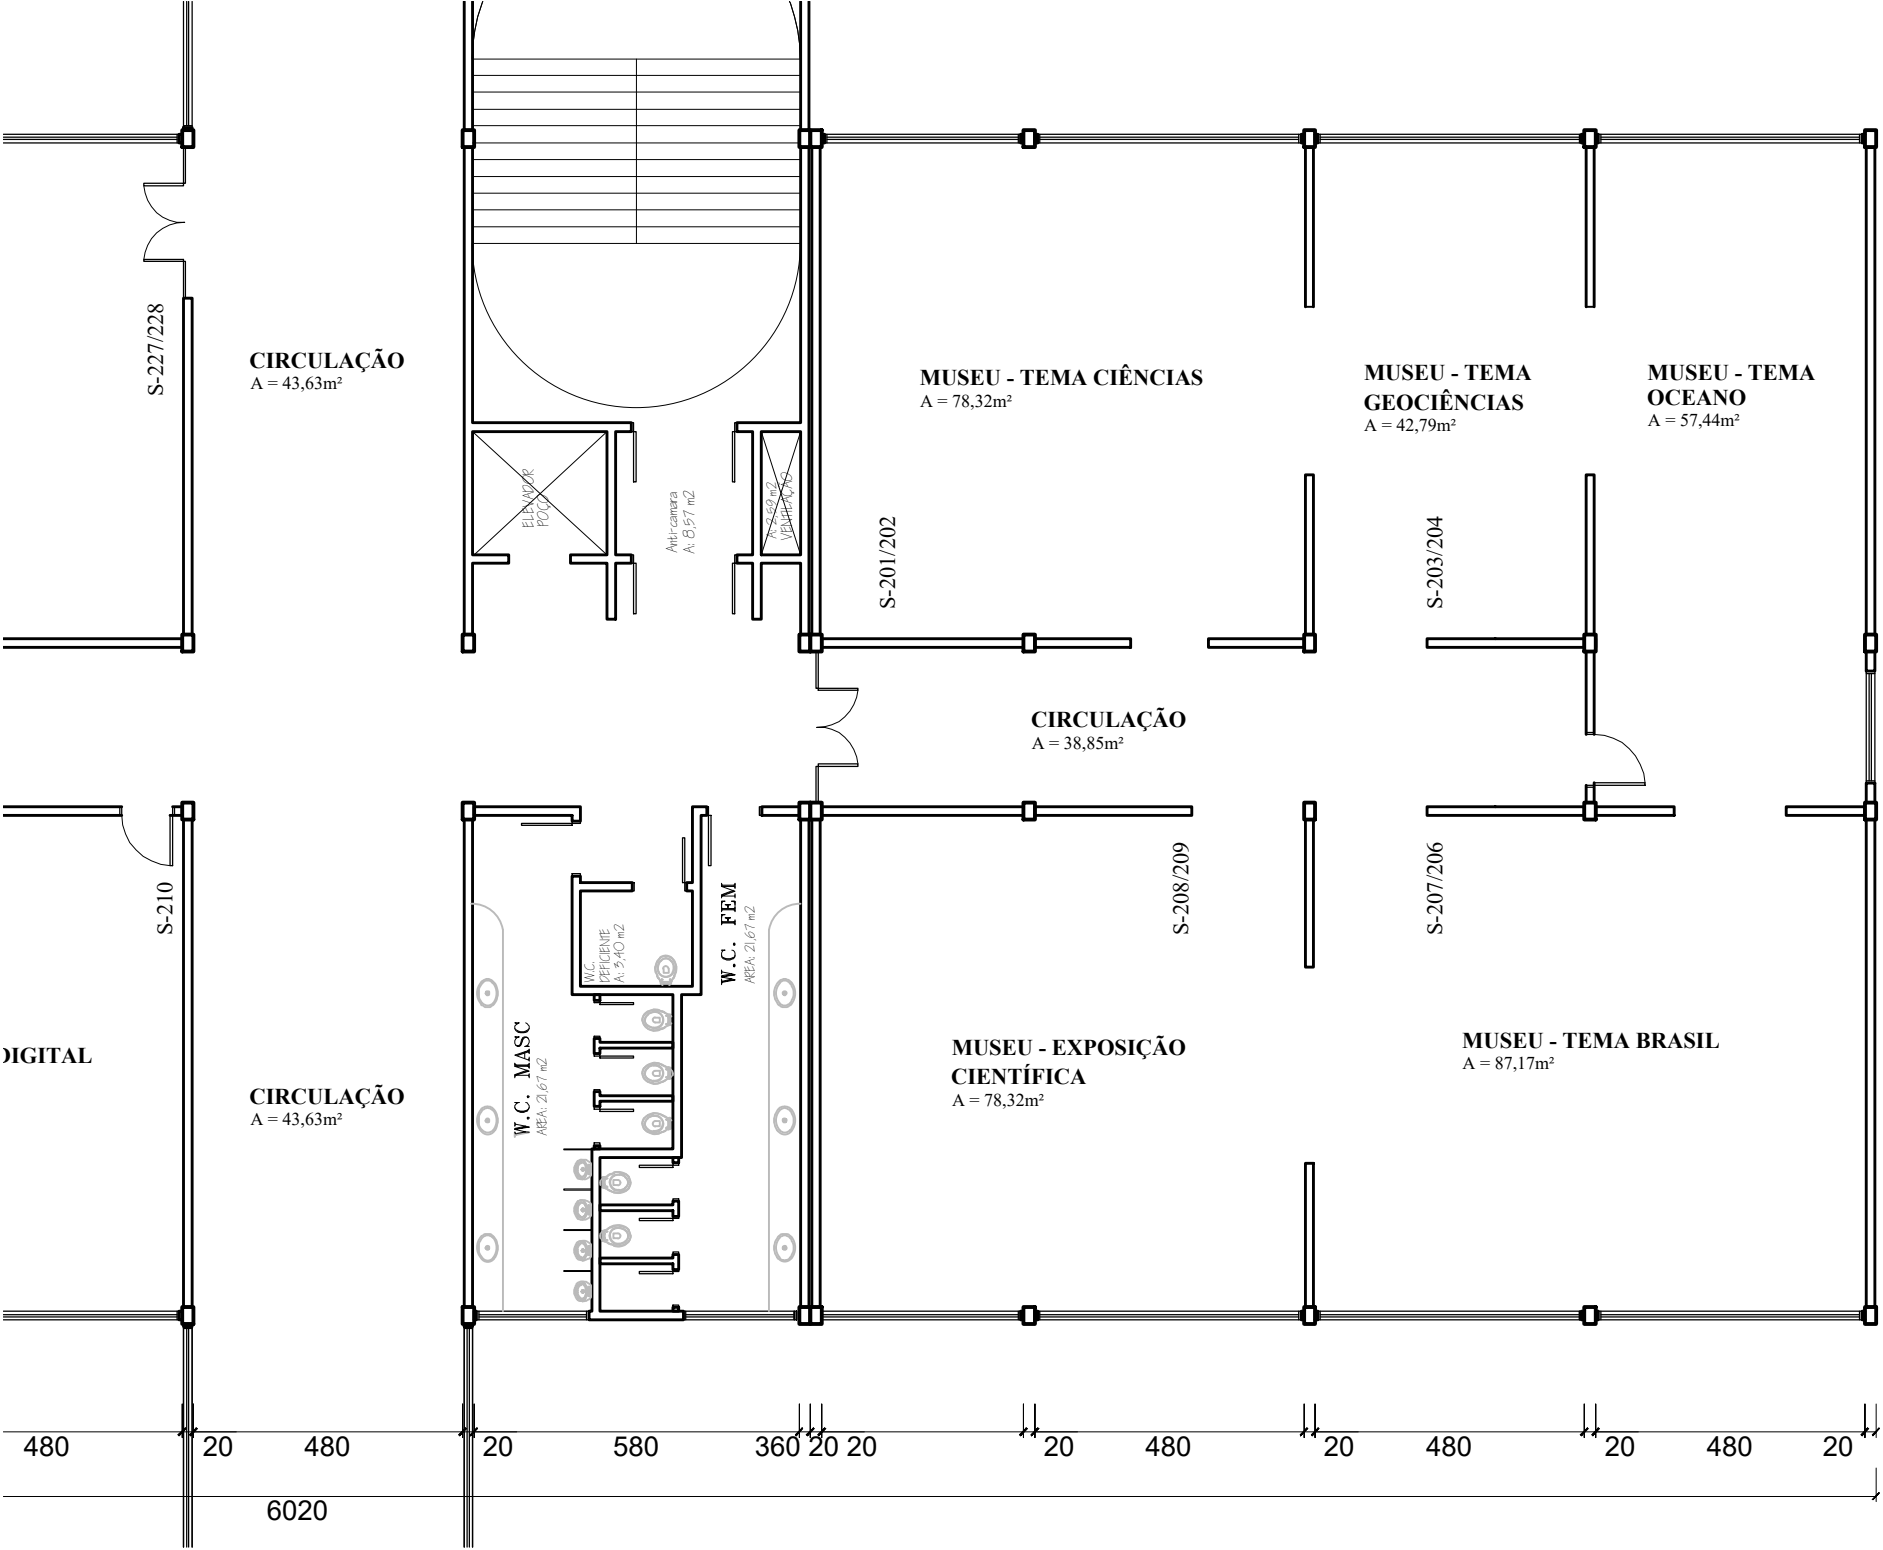 S-227/228
CIRCULAÇÃO
A = 43,63m²
MUSEU - TEMA CIÊNCIAS
A = 78,32m²
MUSEU - TEMA
GEOCIÊNCIAS
A = 42,79m²
MUSEU - TEMA
OCEANO
A = 57,44m²
ELEVADOR
POÇO
Anti-camara
A: 8,57 m2
A: 2,59 m2
VENTILAÇÃO
S-201/202
S-203/204
CIRCULAÇÃO
A = 38,85m²
S-210
W.C.
DEFICIENTE
A: 3,40 m2
W.C. FEM
AREA: 21,67 m2
S-208/209
S-207/206
DIGITAL
CIRCULAÇÃO
A = 43,63m²
W.C. MASC
AREA: 21,67 m2
MUSEU - EXPOSIÇÃO
CIENTÍFICA
A = 78,32m²
MUSEU - TEMA BRASIL
A = 87,17m²
480 20 480 20 580 360 20 20 20 480 20 480 20 480 20
6020